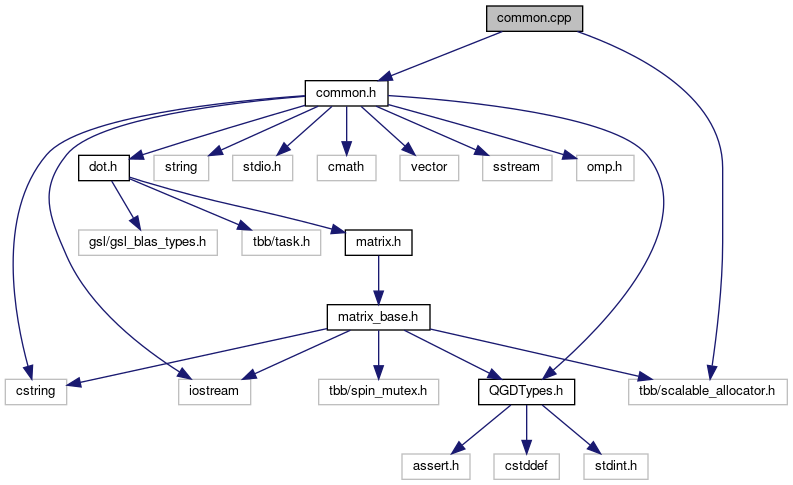 common.cpp
common.h
dot.h
string
stdio.h
cmath
vector
sstream
omp.h
gsl/gsl_blas_types.h
tbb/task.h
matrix.h
matrix_base.h
cstring
iostream
tbb/spin_mutex.h
QGDTypes.h
tbb/scalable_allocator.h
assert.h
cstddef
stdint.h